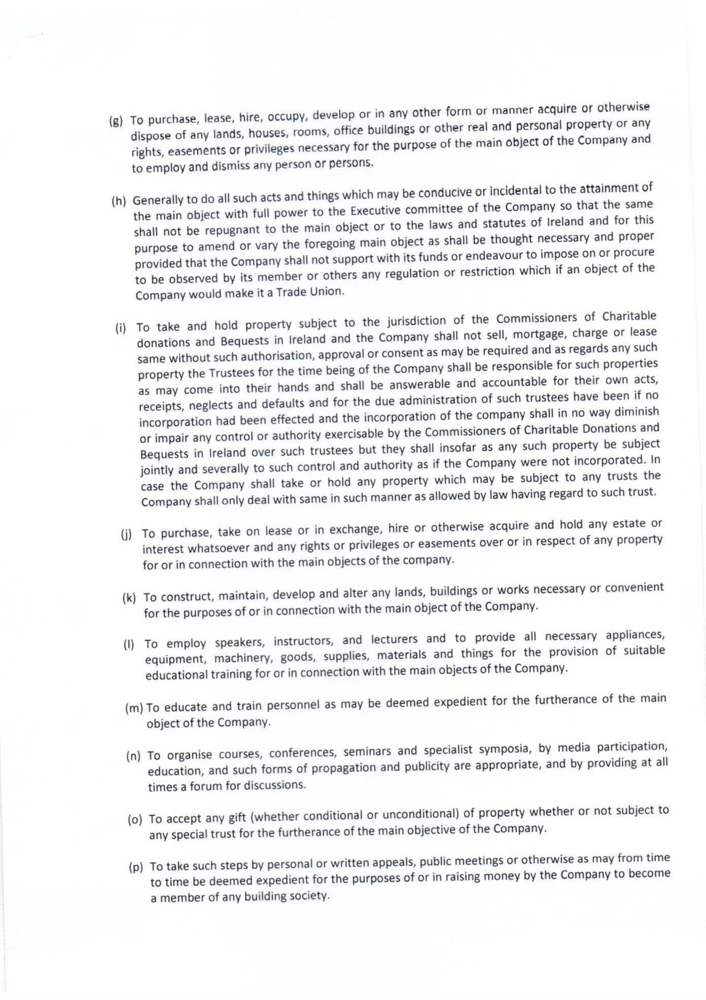 (g) To purchase, lease, hire, occupy, develop or in any other form or manner acquire or otherwise
dispose of any lands, houses, rooms, office buildings or other real and personal property or any
rights, easements or privileges necessary for the purpose of the main object of the Company and
to employ and dismiss any person or persons.
(h) Generally to do all such acts and things which may be conducive or incidental to the attainment of
the main object with full power to the Executive committee of the Company so that the same
shall not be repugnant to the main object or to the laws and statutes of Ireland and for this
purpose to amend or vary the foregoing main object as shall be thought necessary and proper
provided that the Company shall not support with its funds or endeavour to impose on or procure
to be observed by its member or others any regulation or restriction which if an object of the
Company would make it a Trade Union.
(i) To take and hold property subject to the jurisdiction of the Commissioners of Charitable
donations and Bequests in Ireland and the Company shall not sell, mortgage, charge or lease
same without such authorisation, approval or consent as may be required and as regards any such
property the Trustees for the time being of the Company shall be responsible for such properties
as may come into their hands and shall be answerable and accountable for their own acts,
receipts, neglects and defaults and for the due administration of such trustees have been if no
incorporation had been effected and the incorporation of the company shall in no way diminish
or impair any control or authority exercisable by the Commissioners of Charitable Donations and
Bequests in Ireland over such trustees but they shall insofar as any such property be subject
jointly and severally to such control and authority as if the Company were not incorporated. In
case the Company shall take or hold any property which may be subject to any trusts the
Company shall only deal with same in such manner as allowed by law having regard to such trust.
(j) To purchase, take on lease or in exchange, hire or otherwise acquire and hold any estate or
interest whatsoever and any rights or privileges or easements over or in respect of any property
for or in connection with the main objects of the company.
(k) To construct, maintain, develop and alter any lands, buildings or works necessary or convenient
for the purposes of or in connection with the main object of the Company.
(l) To employ speakers, instructors, and lecturers and to provide all necessary appliances,
equipment, machinery, goods, supplies, materials and things for the provision of suitable
educational training for or in connection with the main objects of the Company.
(m) To educate and train personnel as may be deemed expedient for the furtherance of the main
object of the Company.
(n) To organise courses, conferences, seminars and specialist symposia, by media participation,
education, and such forms of propagation and publicity are appropriate, and by providing at all
times a forum for discussions.
(o) To accept any gift (whether conditional or unconditional) of property whether or not subject to
any special trust for the furtherance of the main objective of the Company.
(p) To take such steps by personal or written appeals, public meetings or otherwise as may from time
to time be deemed expedient for the purposes of or in raising money by the Company to become
a member of any building society.